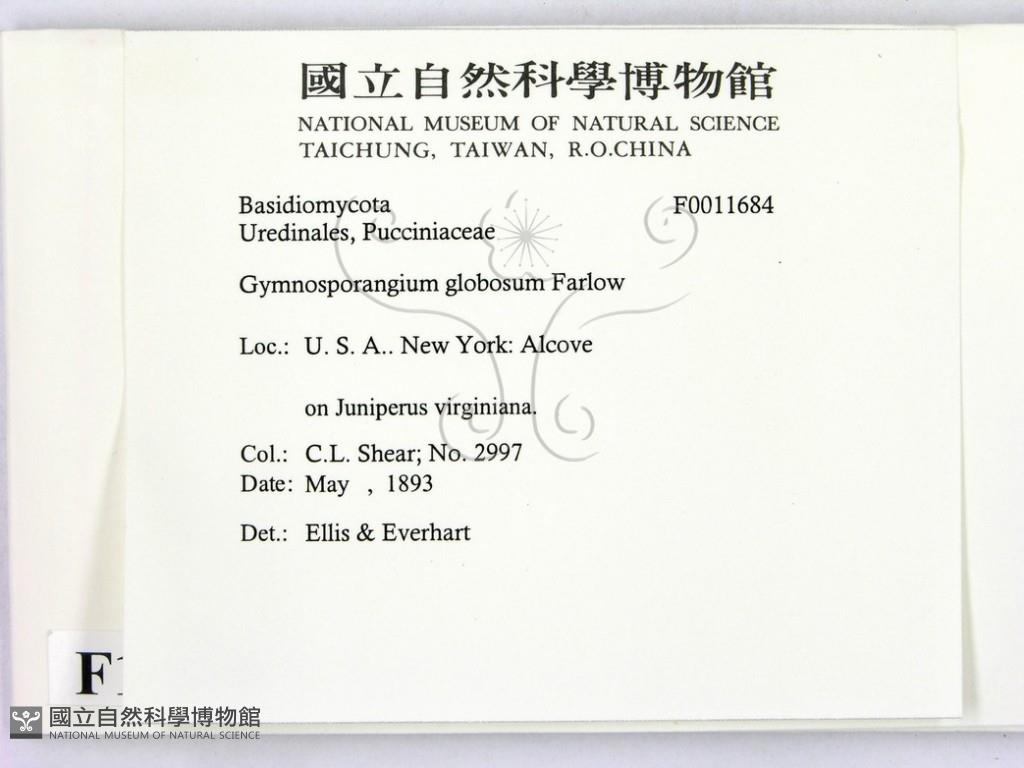 國立自然科學博物館
NATIONAL MUSEUM OF NATURAL SCIENCE
TAICHUNG, TAIWAN, R.O.CHINA
Basidiomycota F0011684
Uredinales, Pucciniaceae
Gymnosporangium globosum Farlow
Loc.: U. S. A.. New York: Alcove
on Juniperus virginiana.
Col.: C.L. Shear; No. 2997
Date: May , 1893
Det.: Ellis & Everhart
國立自然科學博物館
NATIONAL MUSEUM OF NATURAL SCIENCE